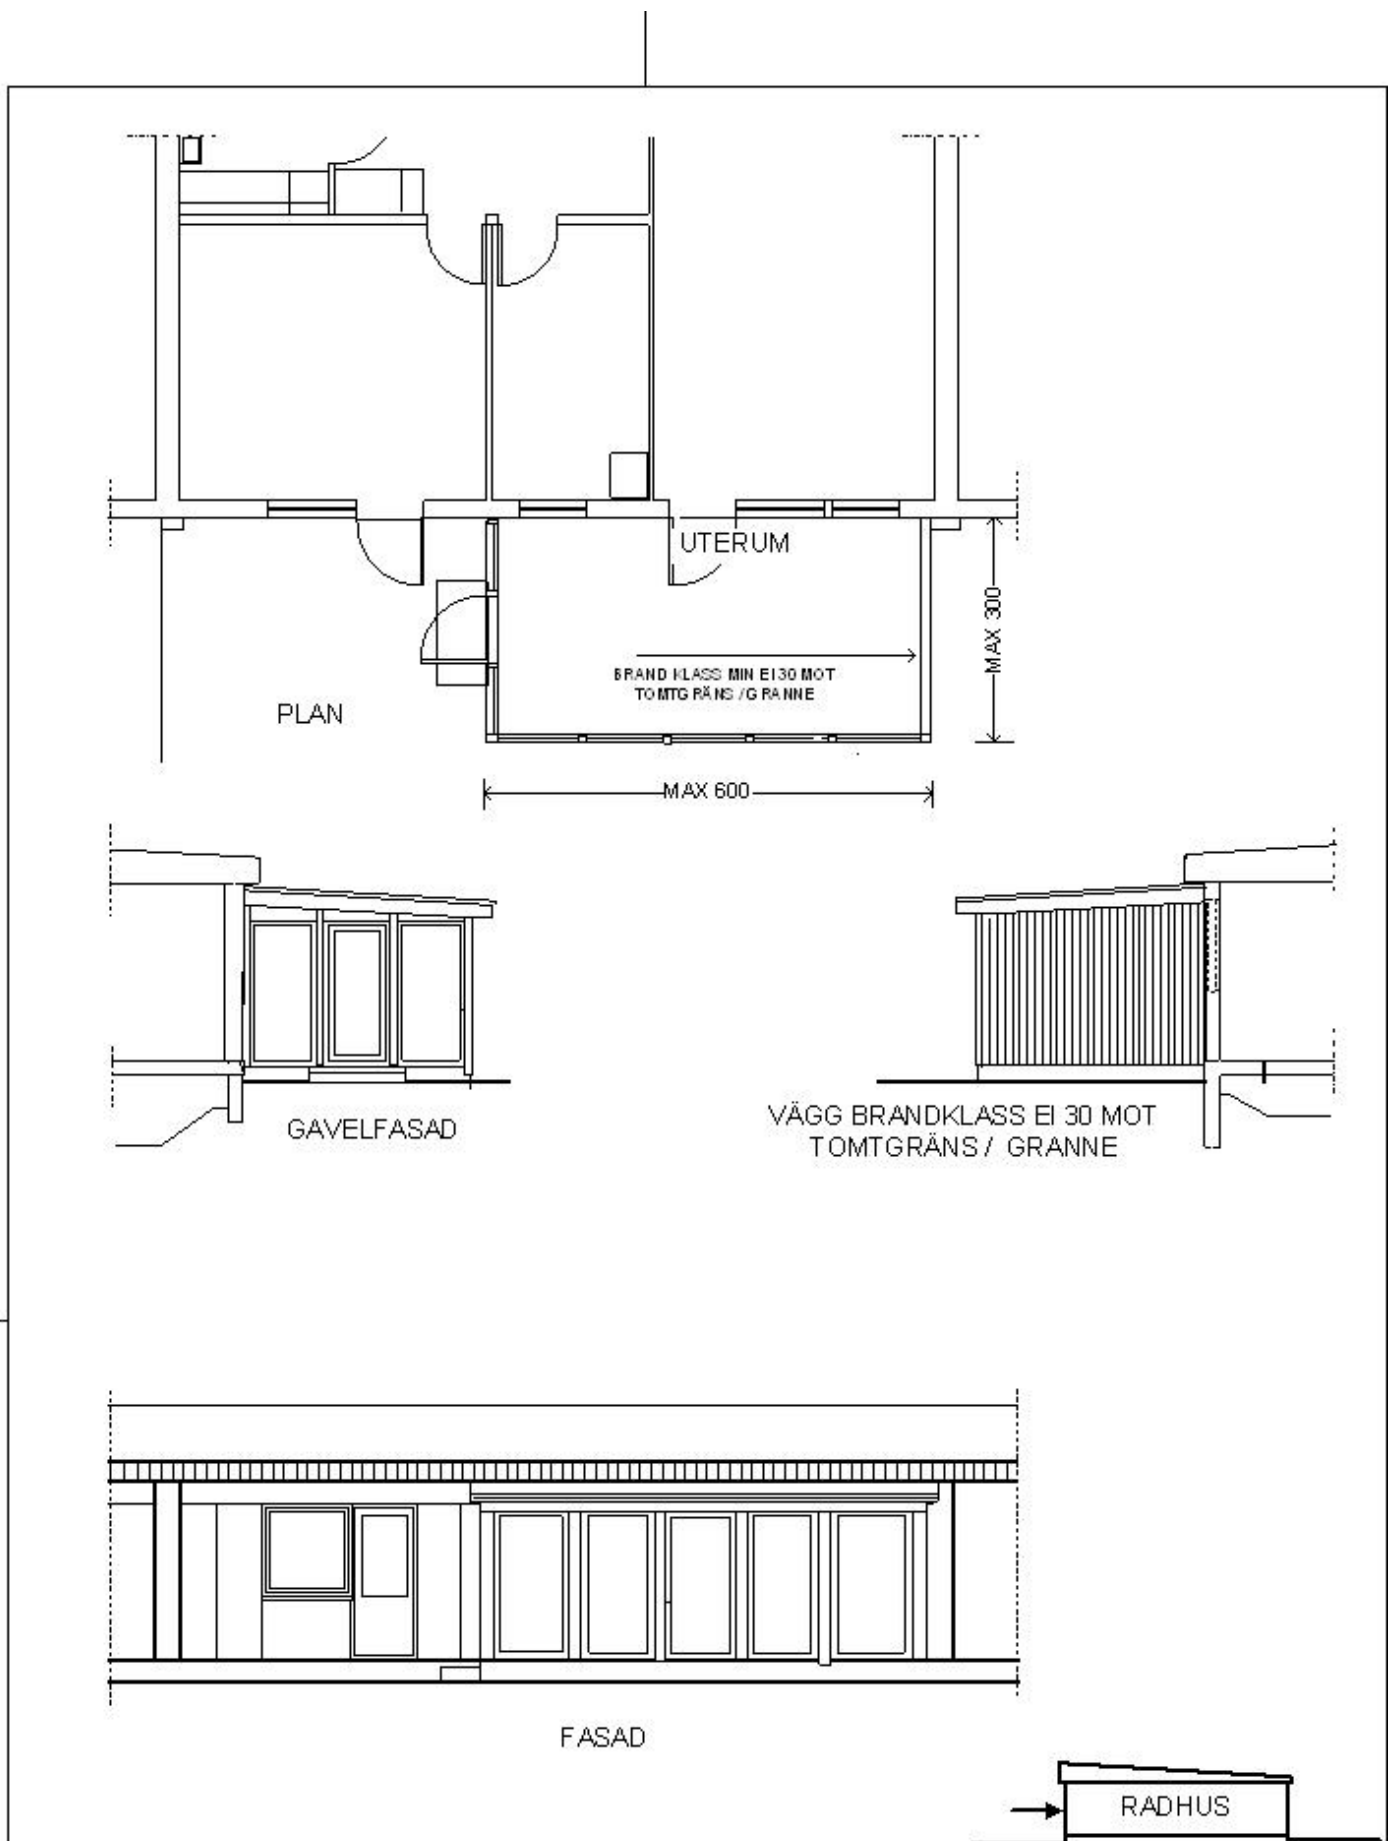 UTERUM
MAX 300
BRAND KLASS MIN EI 30 MOT
TOMTGRÄNS / GRANNE
PLAN
MAX 600
GAVELFASAD
VÄGG BRANDKLASS EI 30 MOT
TOMTGRÄNS / GRANNE
FASAD
RADHUS